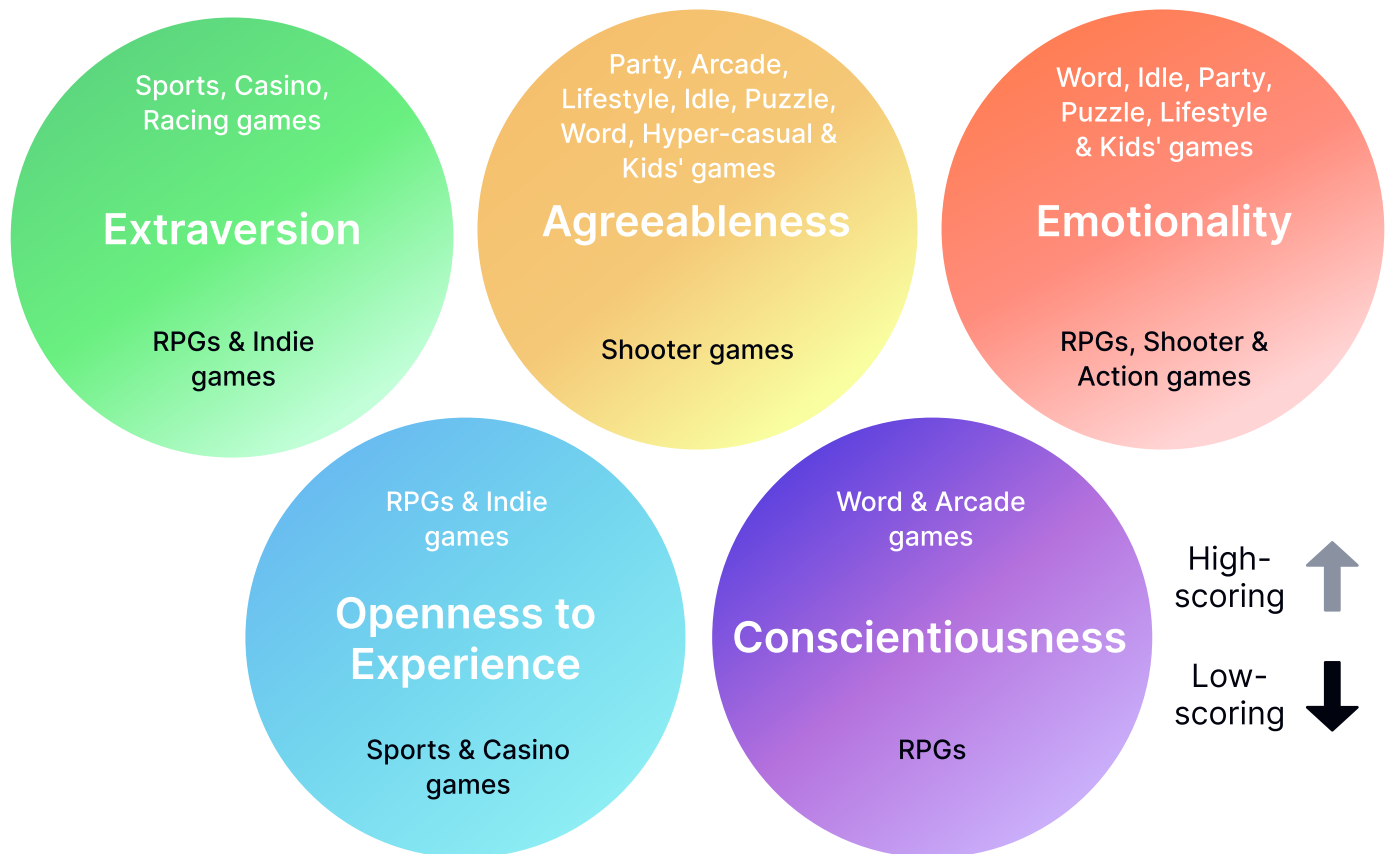 Sports, Casino,
Racing games
Extraversion
RPGs & Indie
games
Party, Arcade,
Lifestyle, Idle, Puzzle,
Word, Hyper-casual &
Kids' games
Agreeableness
Shooter games
Word, Idle, Party,
Puzzle, Lifestyle
& Kids' games
Emotionality
RPGs, Shooter &
Action games
RPGs & Indie
games
Openness to
Experience
Sports & Casino
games
Word & Arcade
games
Conscientiousness
RPGs
High-
scoring
Low-
scoring